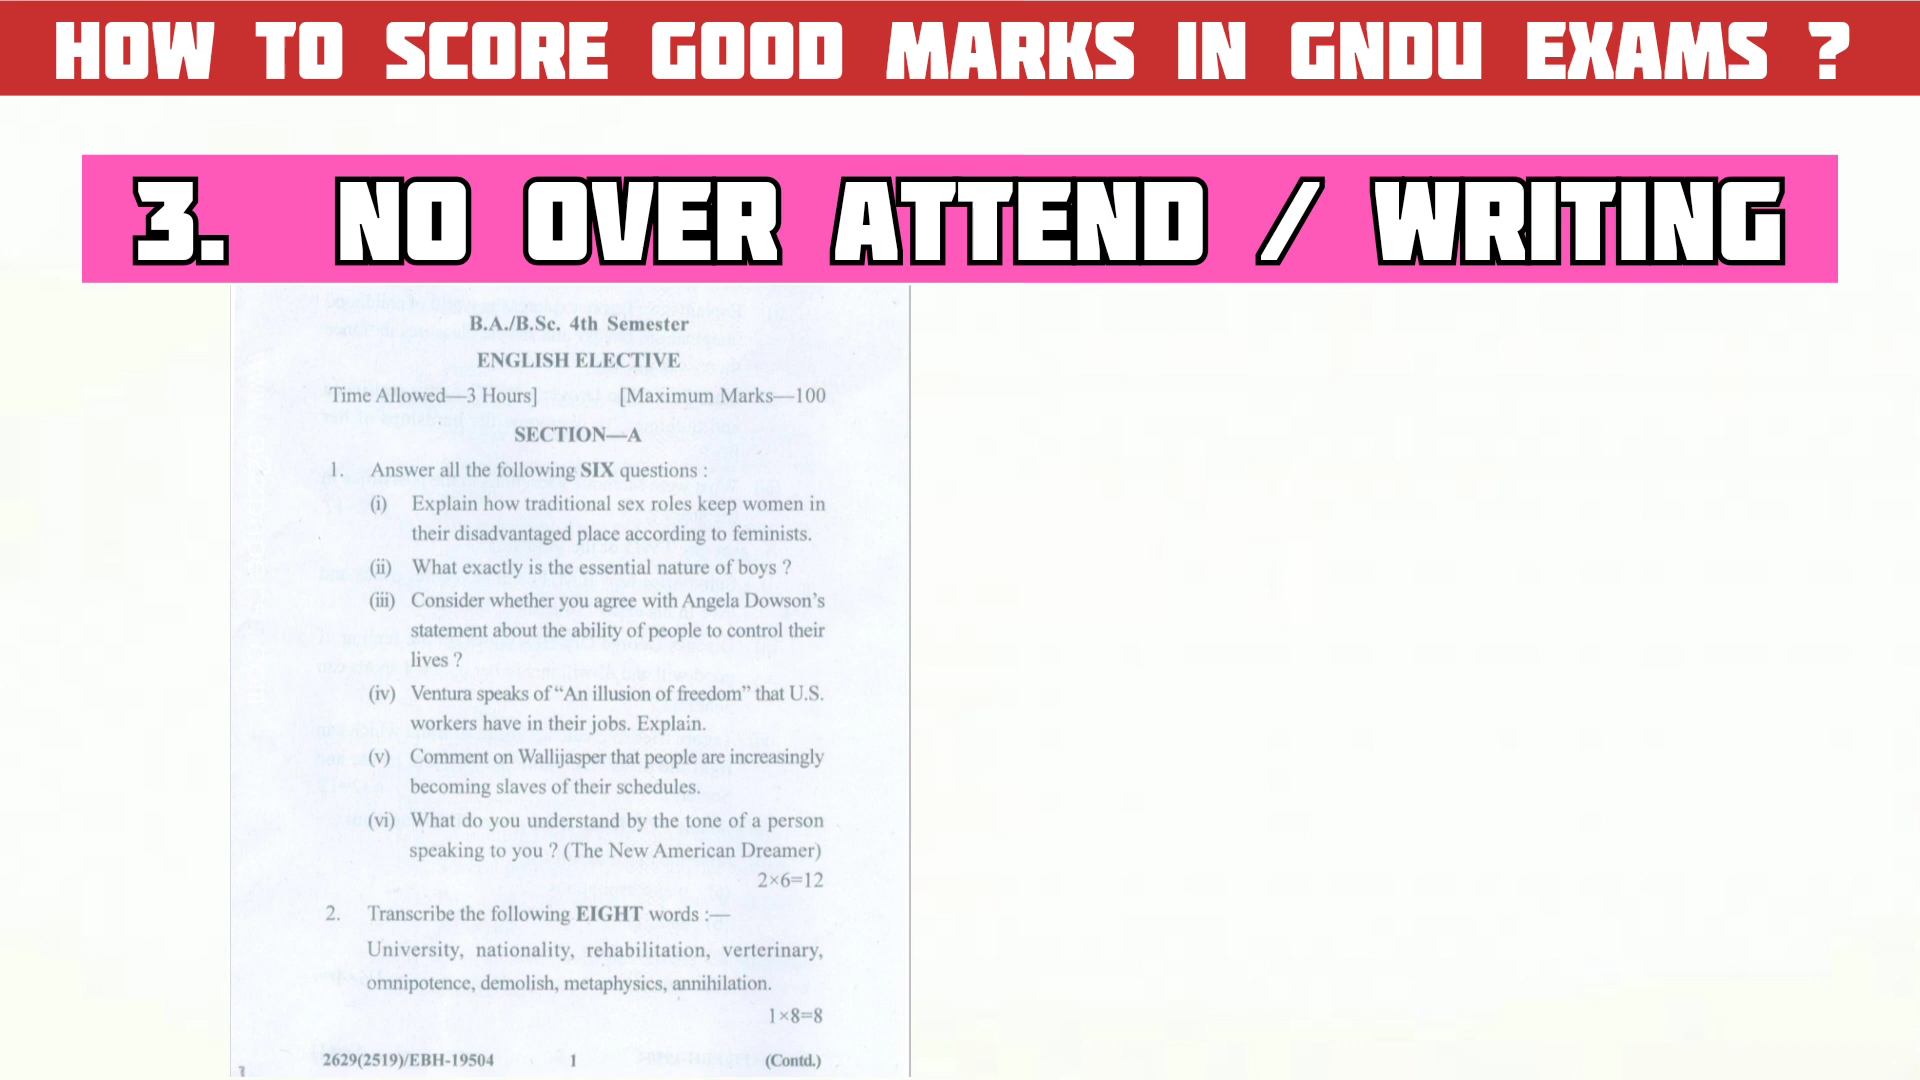 HOW TO SCORE GOOD MARKS IN GNDU EXAMS ?
3. NO OVER ATTEND / WRITING
B.A./B.Sc. 4th Semester
ENGLISH ELECTIVE
Time Allowed—3 Hours] [Maximum Marks—100
SECTION—A
1. Answer all the following SIX questions :
(i) Explain how traditional sex roles keep women in
their disadvantaged place according to feminists.
(ii) What exactly is the essential nature of boys ?
(iii) Consider whether you agree with Angela Dowson's
statement about the ability of people to control their
lives ?
(iv) Ventura speaks of “An illusion of freedom” that U.S.
workers have in their jobs. Explain.
(v) Comment on Wallijasper that people are increasingly
becoming slaves of their schedules.
(vi) What do you understand by the tone of a person
speaking to you ? (The New American Dreamer)
2×6=12
2. Transcribe the following EIGHT words :—
University, nationality, rehabilitation, verterinary,
omnipotence, demolish, metaphysics, annihilation.
1×8=8
2629(2519)/EBH-19504 1 (Contd.)